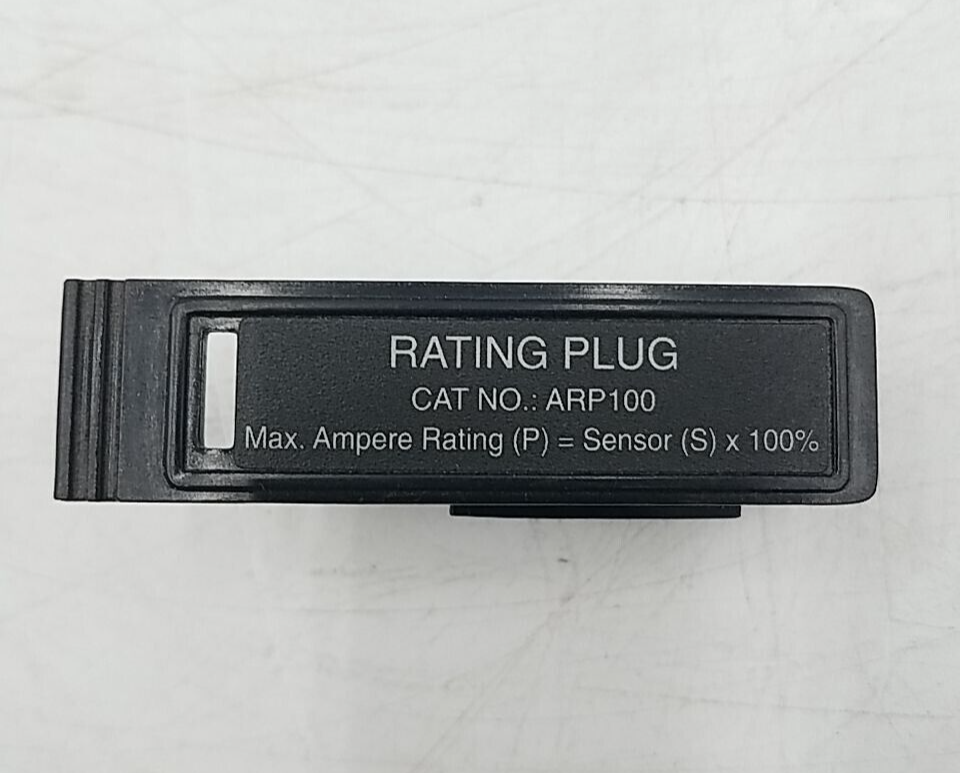 RATING PLUG
CAT NO.: ARP100
Max. Ampere Rating (P) = Sensor (S) x 100%